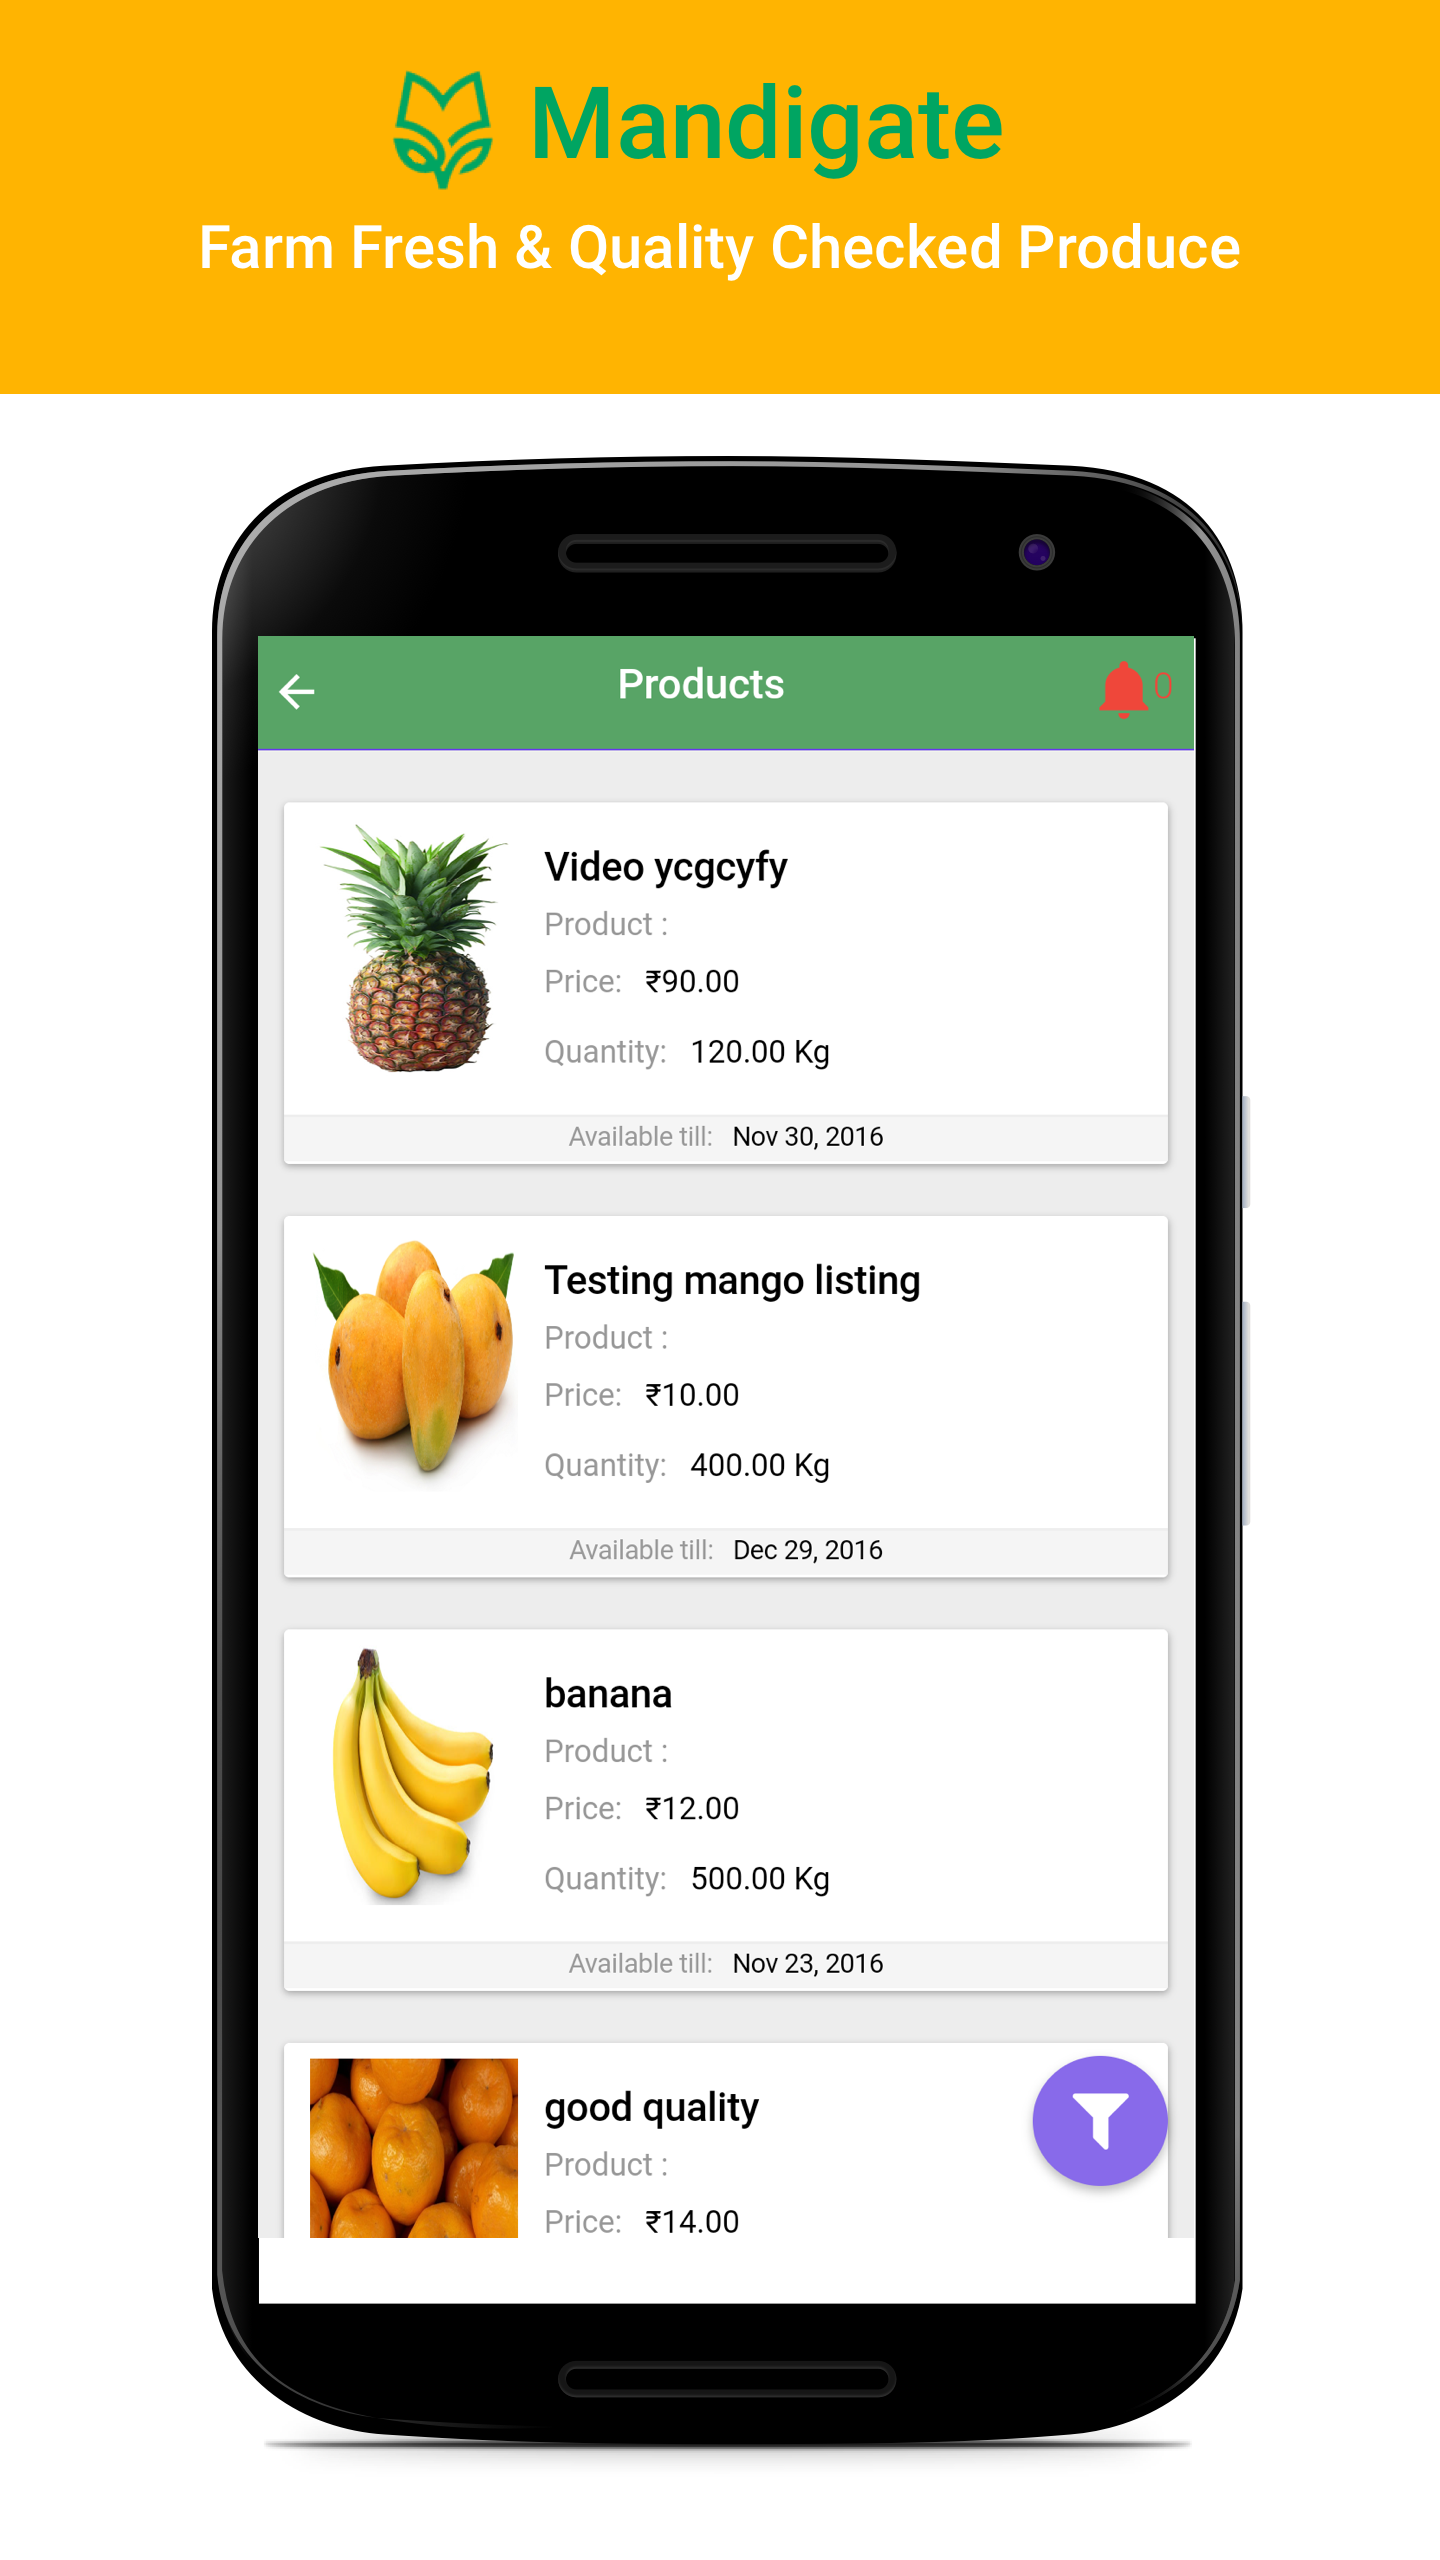 Mandigate
Farm Fresh & Quality Checked Produce
Products
0
Video ycgcyfy
Product :
Price: ₹90.00
Quantity: 120.00 Kg
Available till: Nov 30, 2016
Testing mango listing
Product :
Price: ₹10.00
Quantity: 400.00 Kg
Available till: Dec 29, 2016
banana
Product :
Price: ₹12.00
Quantity: 500.00 Kg
Available till: Nov 23, 2016
good quality
Product :
Price: ₹14.00